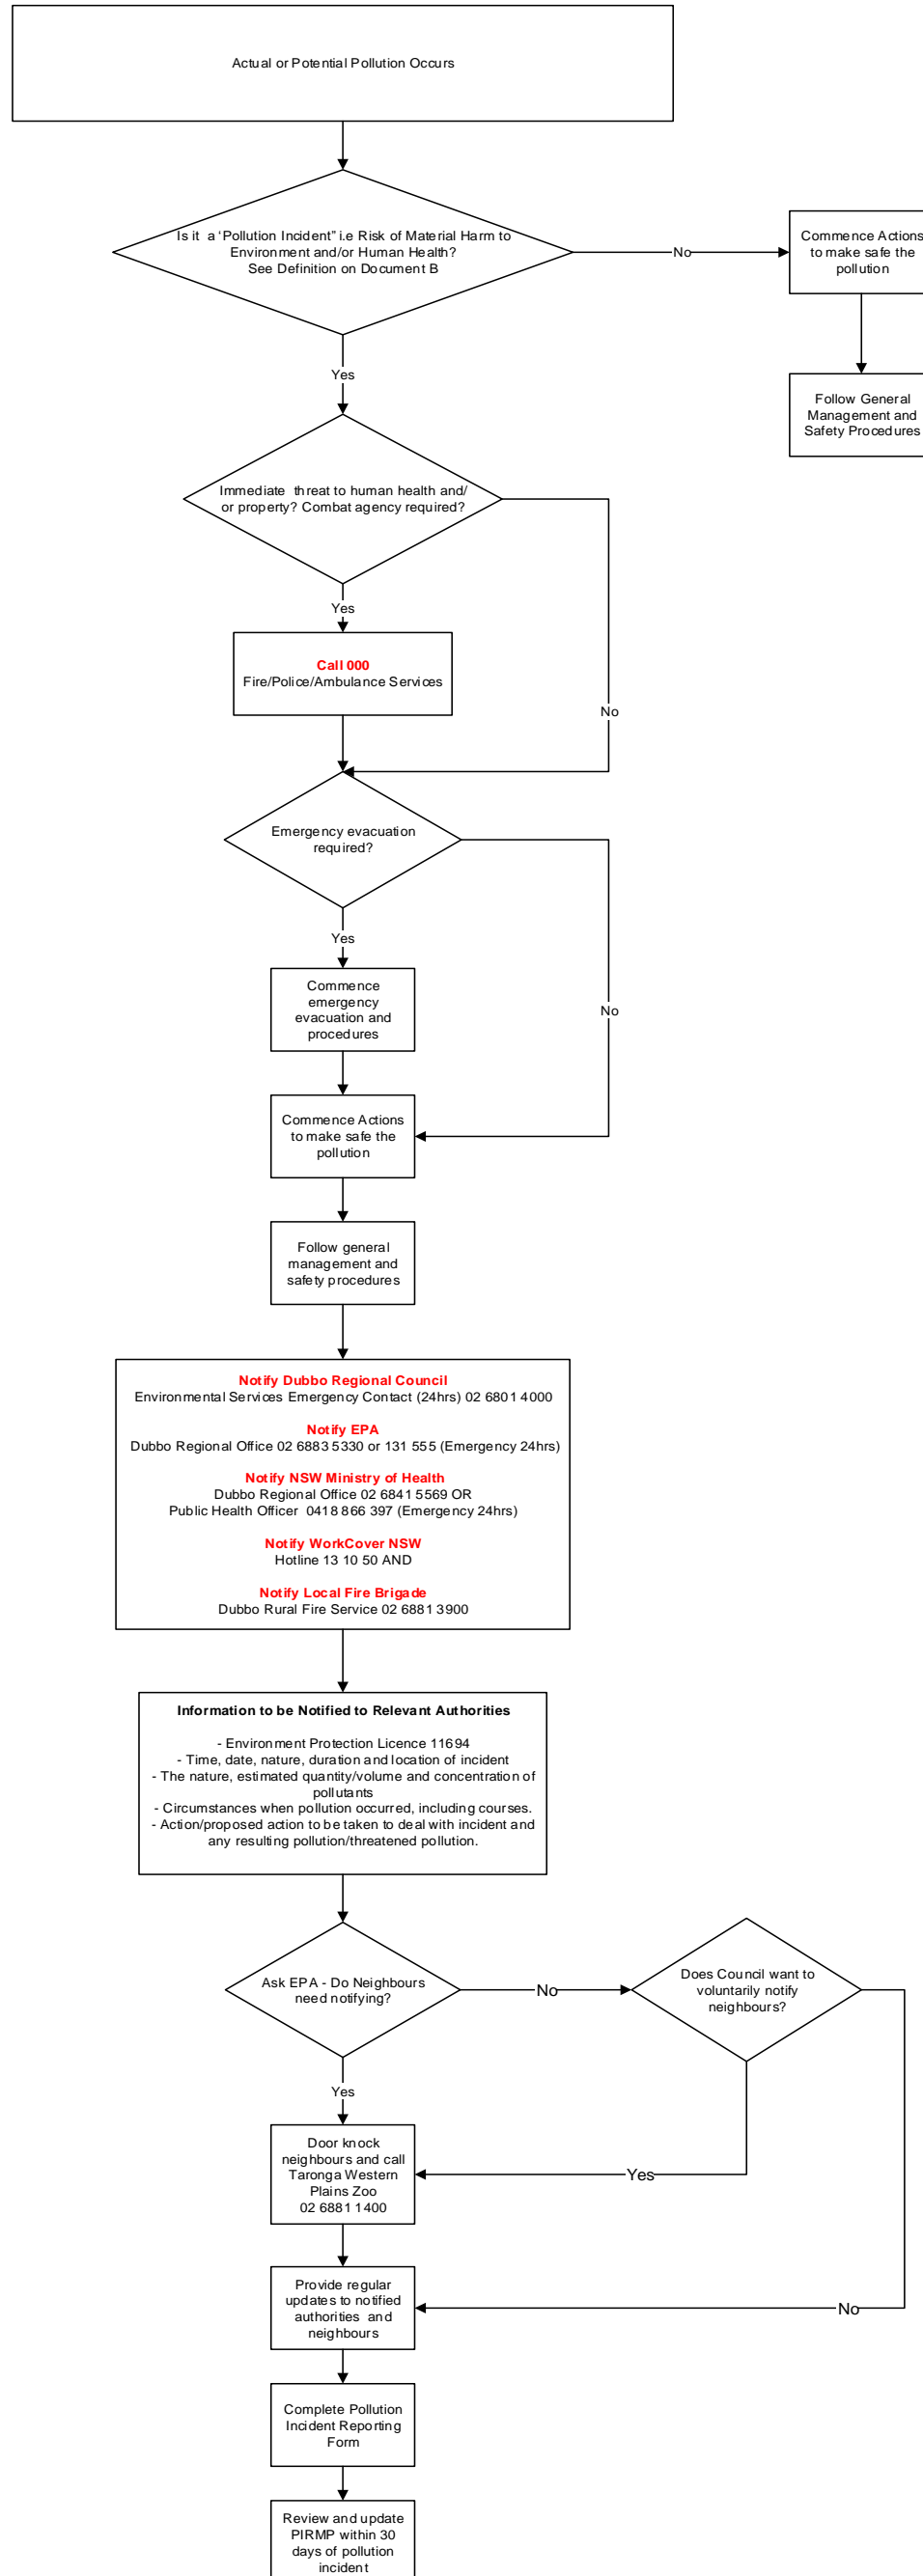 Actual or Potential Pollution Occurs
Is it a ‘Pollution Incident” i.e Risk of Material Harm to
Environment and/or Human Health?
See Definition on Document B
No
Commence Actions
to make safe the
pollution
Yes
Follow General
Management and
Safety Procedures
Immediate threat to human health and/
or property? Combat agency required?
Yes
Call 000
Fire/Police/Ambulance Services
No
Emergency evacuation
required?
Yes
Commence
emergency
evacuation and
procedures
No
Commence Actions
to make safe the
pollution
Follow general
management and
safety procedures
Notify Dubbo Regional Council
Environmental Services Emergency Contact (24hrs) 02 6801 4000
Notify EPA
Dubbo Regional Office 02 6883 5330 or 131 555 (Emergency 24hrs)
Notify NSW Ministry of Health
Dubbo Regional Office 02 6841 5569 OR
Public Health Officer 0418 866 397 (Emergency 24hrs)
Notify WorkCover NSW
Hotline 13 10 50 AND
Notify Local Fire Brigade
Dubbo Rural Fire Service 02 6881 3900
Information to be Notified to Relevant Authorities
- Environment Protection Licence 11694
- Time, date, nature, duration and location of incident
- The nature, estimated quantity/volume and concentration of
pollutants
- Circumstances when pollution occurred, including courses.
- Action/proposed action to be taken to deal with incident and
any resulting pollution/threatened pollution.
Ask EPA - Do Neighbours
need notifying?
No
Does Council want to
voluntarily notify
neighbours?
Yes
Door knock
neighbours and call
Taronga Western
Plains Zoo
02 6881 1400
Yes
Provide regular
updates to notified
authorities and
neighbours
No
Complete Pollution
Incident Reporting
Form
Review and update
PIRMP within 30
days of pollution
incident